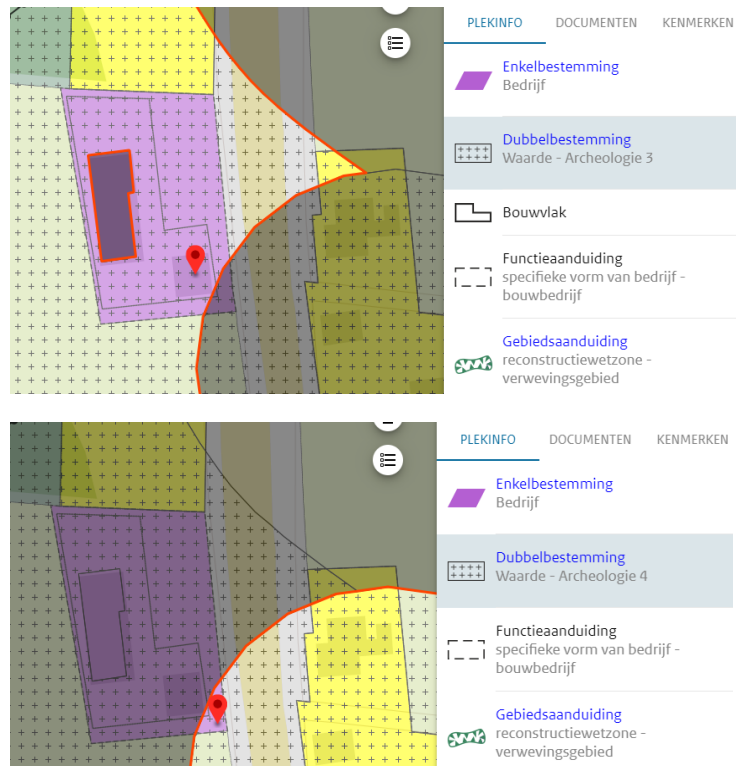 PLEKINFO DOCUMENTEN KENMERKEN
Enkelbestemming
Bedrijf
Dubbelbestemming
Waarde - Archeologie 3
Bouwvlak
Functieaanduiding
specifieke vorm van bedrijf -
bouwbedrijf
Gebiedsaanduiding
reconstructiewetzone -
verwevingsgebied
PLEKINFO DOCUMENTEN KENMERKEN
Enkelbestemming
Bedrijf
Dubbelbestemming
Waarde - Archeologie 4
Functieaanduiding
specifieke vorm van bedrijf -
bouwbedrijf
Gebiedsaanduiding
reconstructiewetzone -
verwevingsgebied